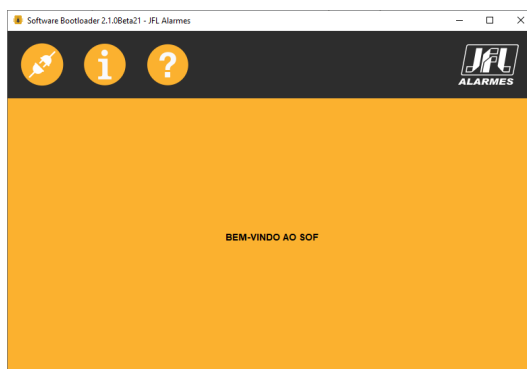 Software Bootloader 2.1.0Beta21 - JFL Alarmes
JFL
ALARMES
BEM-VINDO AO SOF